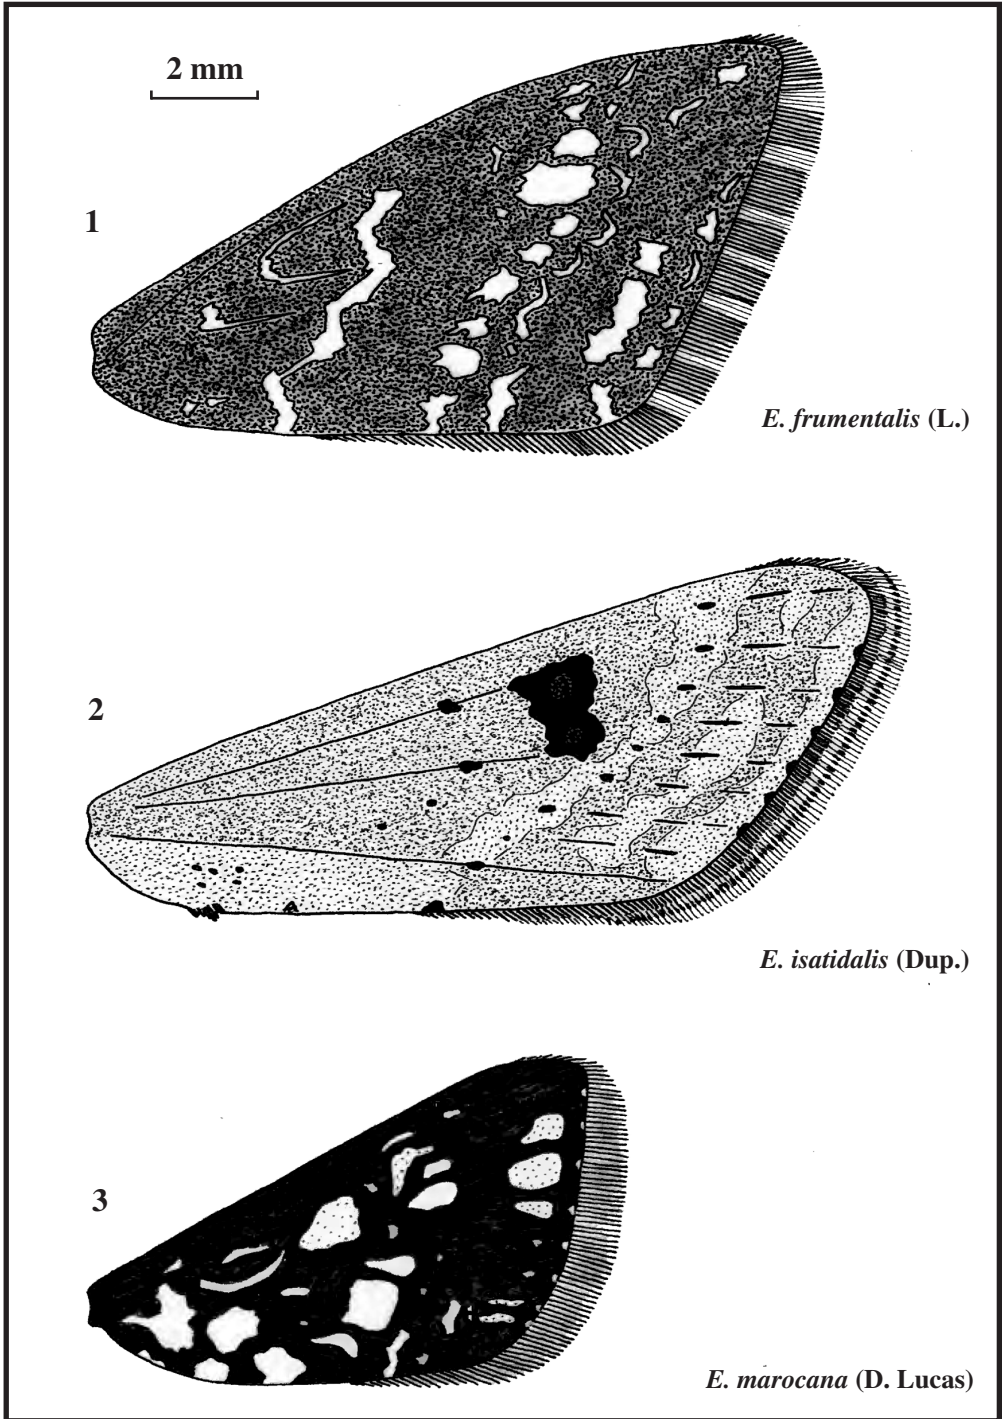 2 mm
1
E. frumentalis (L.)
2
E. isatidalis (Dup.)
3
E. marocana (D. Lucas)